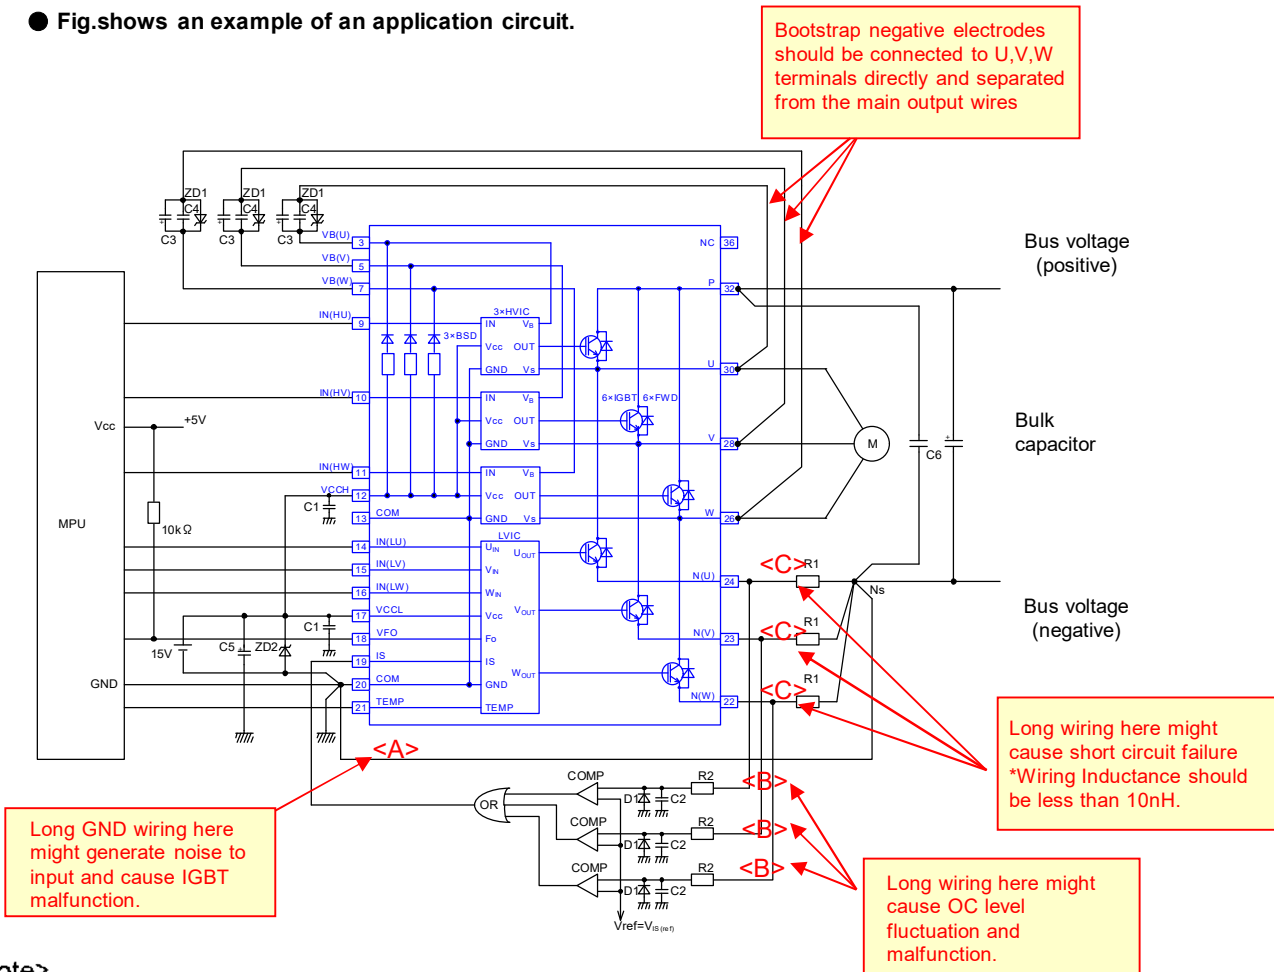 ● Fig.shows an example of an application circuit.
Bootstrap negative electrodes
should be connected to U,V,W
terminals directly and separated
from the main output wires
ZD1
C4
C3
ZD1
C4
C3
ZD1
C4
C3
VB(U)
3
VB(V)
5
VB(W)
7
NC 36
P
32
Bus voltage
(positive)
IN(HU)
9
3×HVIC
IN VB
Vcc OUT
GND Vs
3×BSD
U
30
IN(HV)
10
IN VB
Vcc OUT
GND Vs
6×IGBT 6×FWD
V
28
M
C6
Bulk
capacitor
Vcc
+5V
IN(HW)
11
VCCH
12
C1
13
COM
IN VB
Vcc OUT
GND Vs
W
26
MPU
10kΩ
LVIC
14 IN(LU)
UIN UOUT
15 IN(LV)
VIN
16 IN(LW)
WIN
17 VCCL
Vcc VOUT
C1
18 VFO
Fo
19 IS
IS
WOUT
20 COM
GND
21 TEMP
TEMP
15V
C5
ZD2
GND
N(U) 24
<C>
R1
Ns
N(V) 23
<C>
R1
N(W) 22
<C>
R1
Bus voltage
(negative)
Long wiring here might
cause short circuit failure
*Wiring Inductance should
be less than 10nH.
<A>
Long GND wiring here
might generate noise to
input and cause IGBT
malfunction.
OR
COMP
D1 C2
R2
<B>
COMP
D1 C2
R2
<B>
COMP
D1 C2
R2
<B>
Vref=VIS(ref)
Long wiring here might
cause OC level
fluctuation and
malfunction.